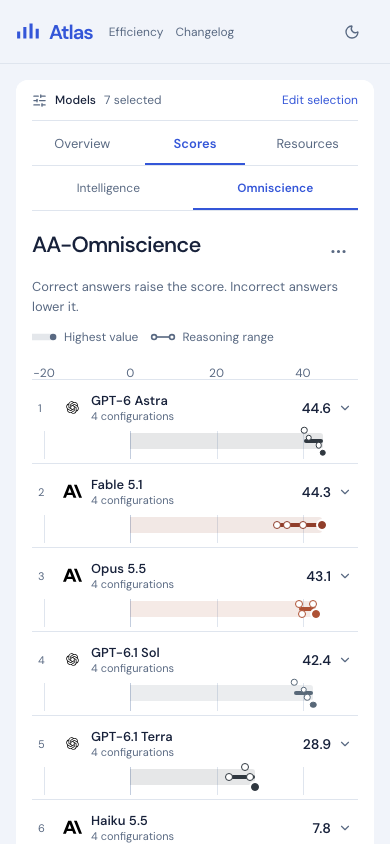 Atlas Efficiency Changelog
Models 7 selected Edit selection
Overview Scores Resources
Intelligence Omniscience
AA-Omniscience ...
Correct answers raise the score. Incorrect answers
lower it.
Highest value Reasoning range
-20 0 20 40
1 GPT-6 Astra 44.6
4 configurations
2 Fable 5.1 44.3
4 configurations
3 Opus 5.5 43.1
4 configurations
4 GPT-6.1 Sol 42.4
4 configurations
5 GPT-6.1 Terra 28.9
4 configurations
6 Haiku 5.5 7.8
4 configurations